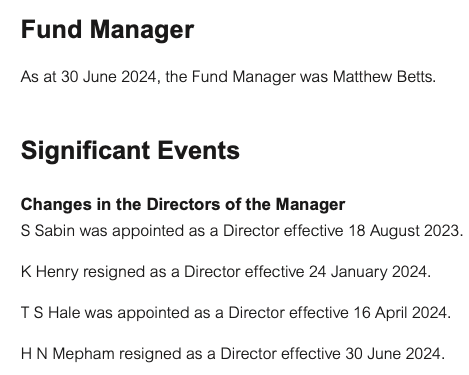 Fund Manager
As at 30 June 2024, the Fund Manager was Matthew Betts.
Significant Events
Changes in the Directors of the Manager
S Sabin was appointed as a Director effective 18 August 2023.
K Henry resigned as a Director effective 24 January 2024.
T S Hale was appointed as a Director effective 16 April 2024.
H N Mepham resigned as a Director effective 30 June 2024.